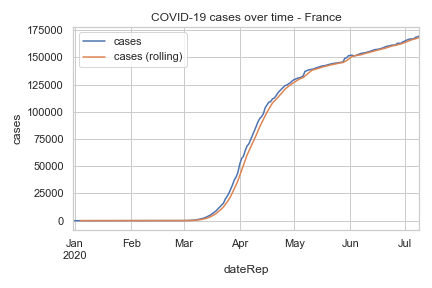 COVID-19 cases over time - France
cases
cases (rolling)
175000
150000
125000
100000
75000
50000
25000
0
cases
Jan
2020
Feb
Mar
Apr
May
Jun
Jul
dateRep